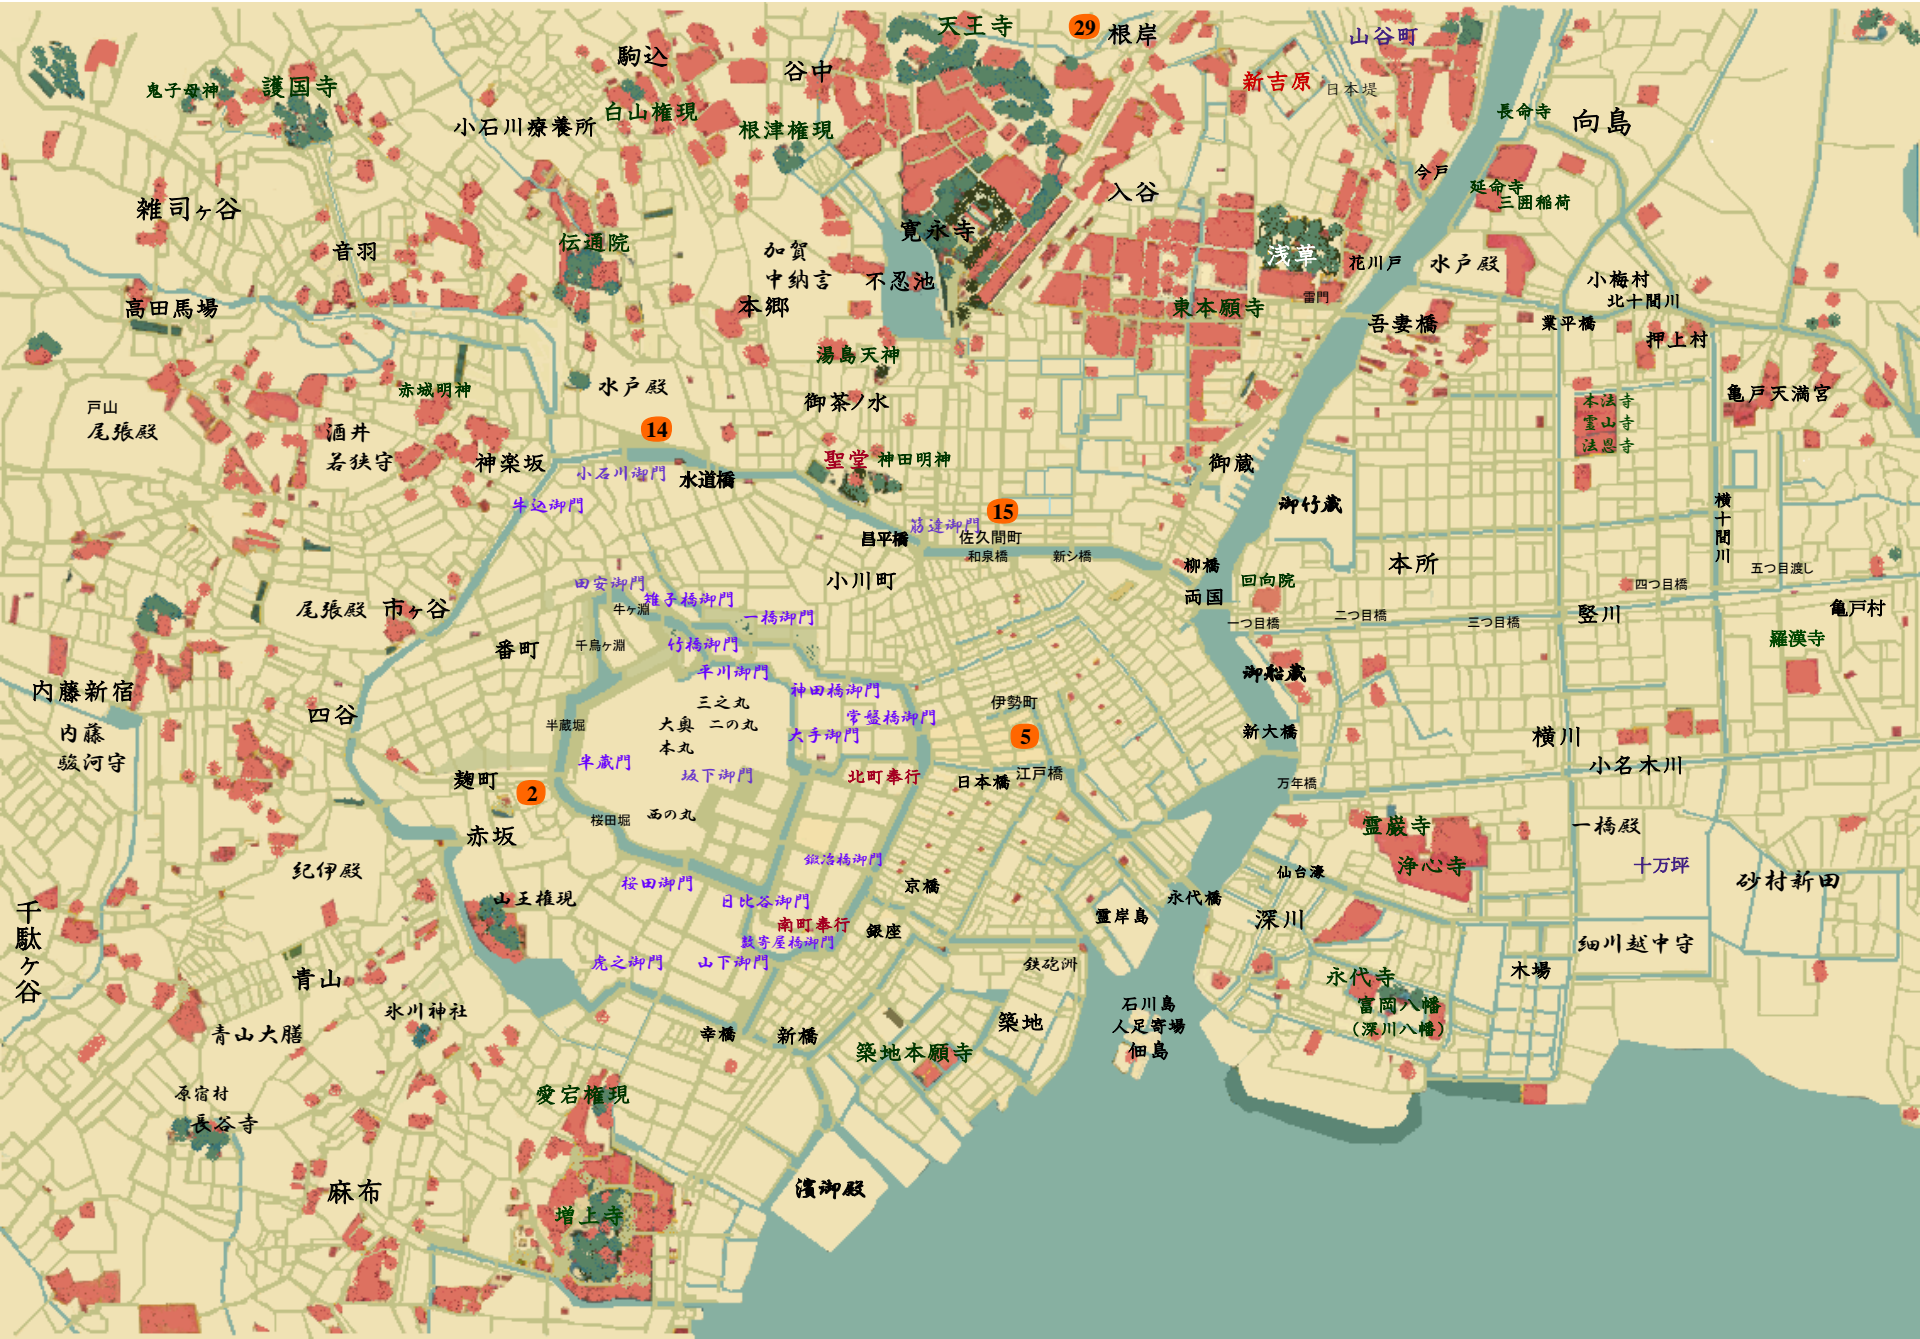 天王寺
29
根岸
山谷町
駒込
谷中
新吉原
日本堤
鬼子母神
護国寺
白山権現
小石川療養所
根津権現
長命寺
向島
今戸
延命寺
三囲稲荷
入谷
雑司ヶ谷
音羽
伝通院
加賀
中納言
寛永寺
不忍池
浅草
花川戸
水戸殿
小梅村
北十間川
高田馬場
本郷
東本願寺
雷門
吾妻橋
業平橋
押上村
湯島天神
赤城明神
水戸殿
御茶ノ水
本法寺
霊山寺
法恩寺
亀戸天満宮
戸山
尾張殿
酒井
若狭守
14
神楽坂
小石川御門
水道橋
聖堂
神田明神
御蔵
御竹蔵
牛込御門
15
筋違御門
佐久間町
昌平橋
和泉橋
新シ橋
横十間川
柳橋
本所
五つ目渡し
小川町
回向院
四つ目橋
田安御門
雉子橋御門
牛ヶ淵
両国
尾張殿
市ヶ谷
一橋御門
一つ目橋
二つ目橋
三つ目橋
竪川
亀戸村
番町
千鳥ヶ淵
竹橋御門
羅漢寺
平川御門
御船蔵
内藤新宿
神田橋御門
三之丸
伊勢町
四谷
半蔵堀
大奥
二の丸
常盤橋御門
大手御門
5
新大橋
横川
内藤
駿河守
本丸
半蔵門
坂下御門
北町奉行
日本橋
江戸橋
小名木川
麹町
2
万年橋
桜田堀
西の丸
赤坂
霊巌寺
一橋殿
紀伊殿
鍛冶橋御門
浄心寺
十万坪
仙台濠
砂村新田
桜田御門
京橋
山王権現
日比谷御門
永代橋
霊岸島
深川
千駄ヶ谷
南町奉行
銀座
数寄屋橋御門
細川越中守
虎之御門
山下御門
鉄砲洲
木場
青山
永代寺
氷川神社
石川島
人足寄場
佃島
富岡八幡
（深川八幡）
青山大膳
幸橋
新橋
築地
築地本願寺
原宿村
愛宕権現
長谷寺
麻布
濱御殿
増上寺